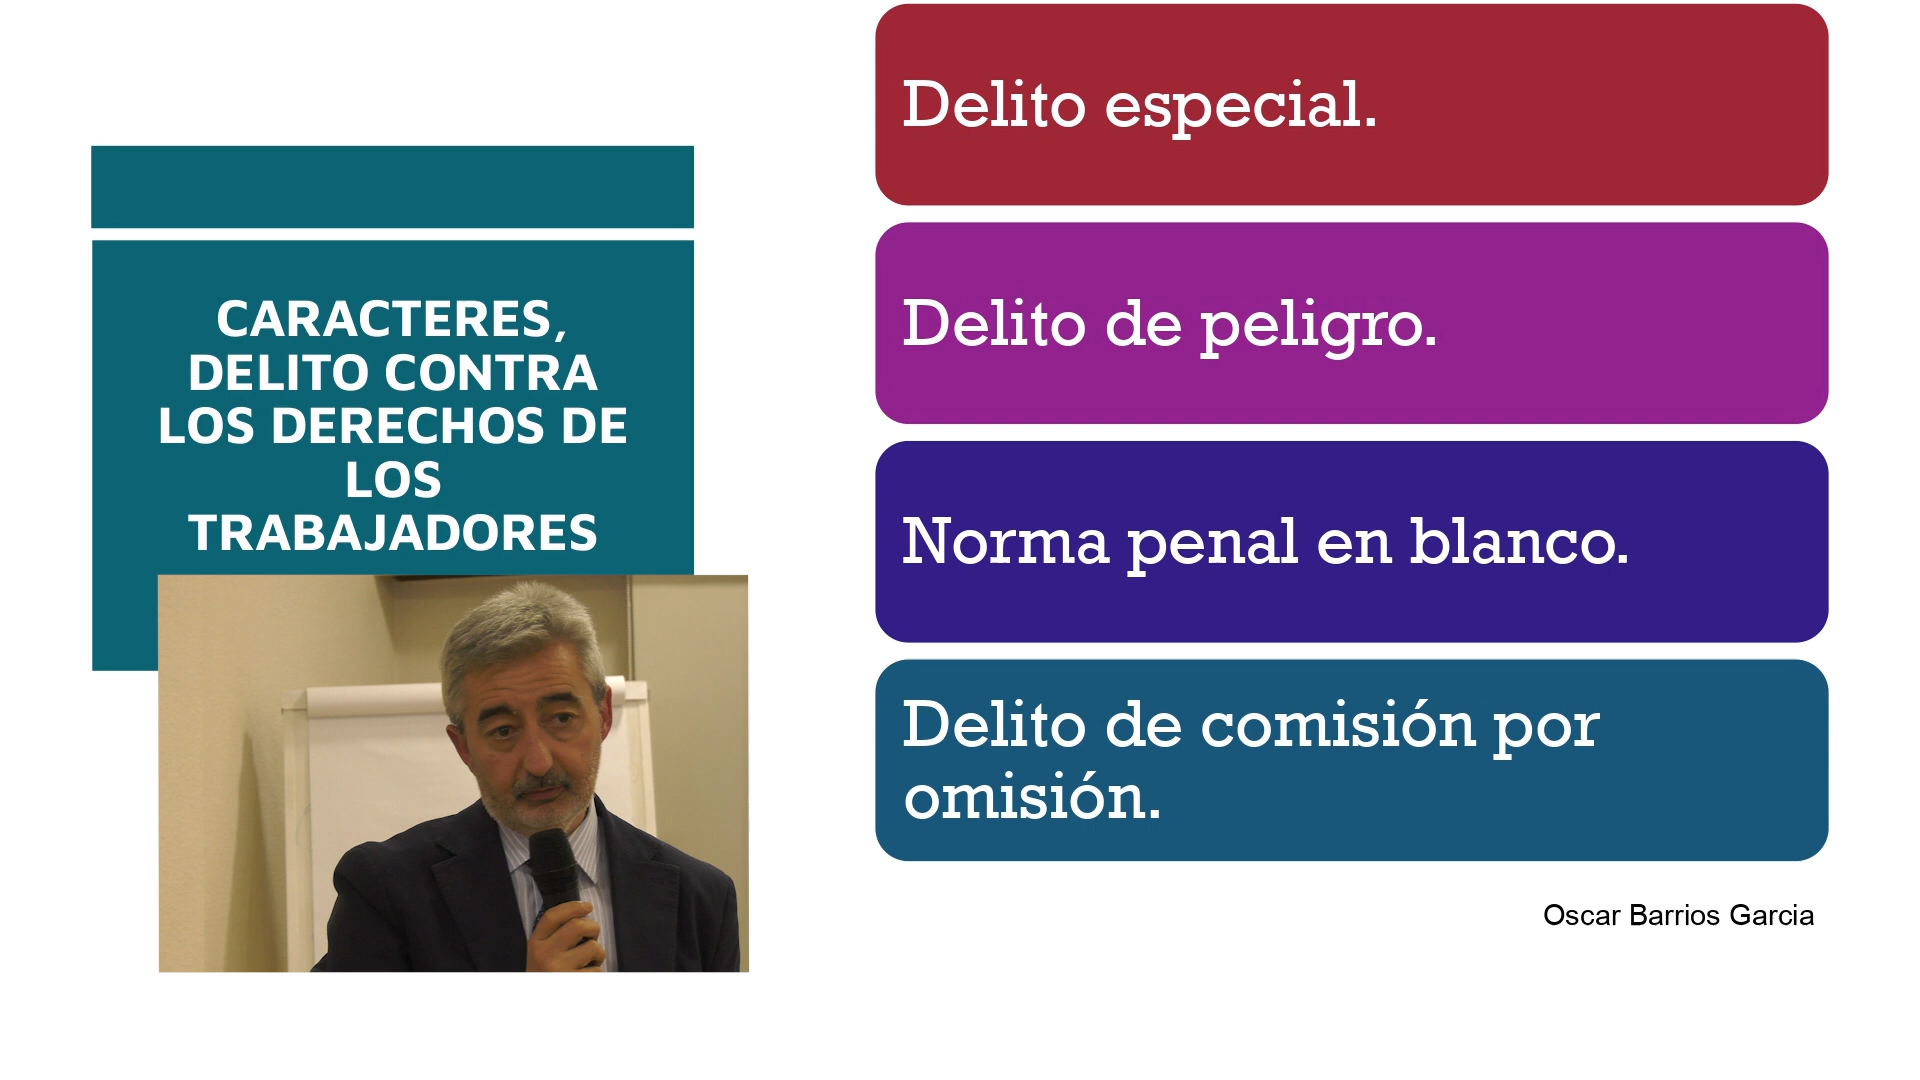 CARACTERES,
DELITO CONTRA
LOS DERECHOS DE
LOS
TRABAJADORES
Delito especial.
Delito de peligro.
Norma penal en blanco.
Delito de comisión por
omisión.
Oscar Barrios Garcia